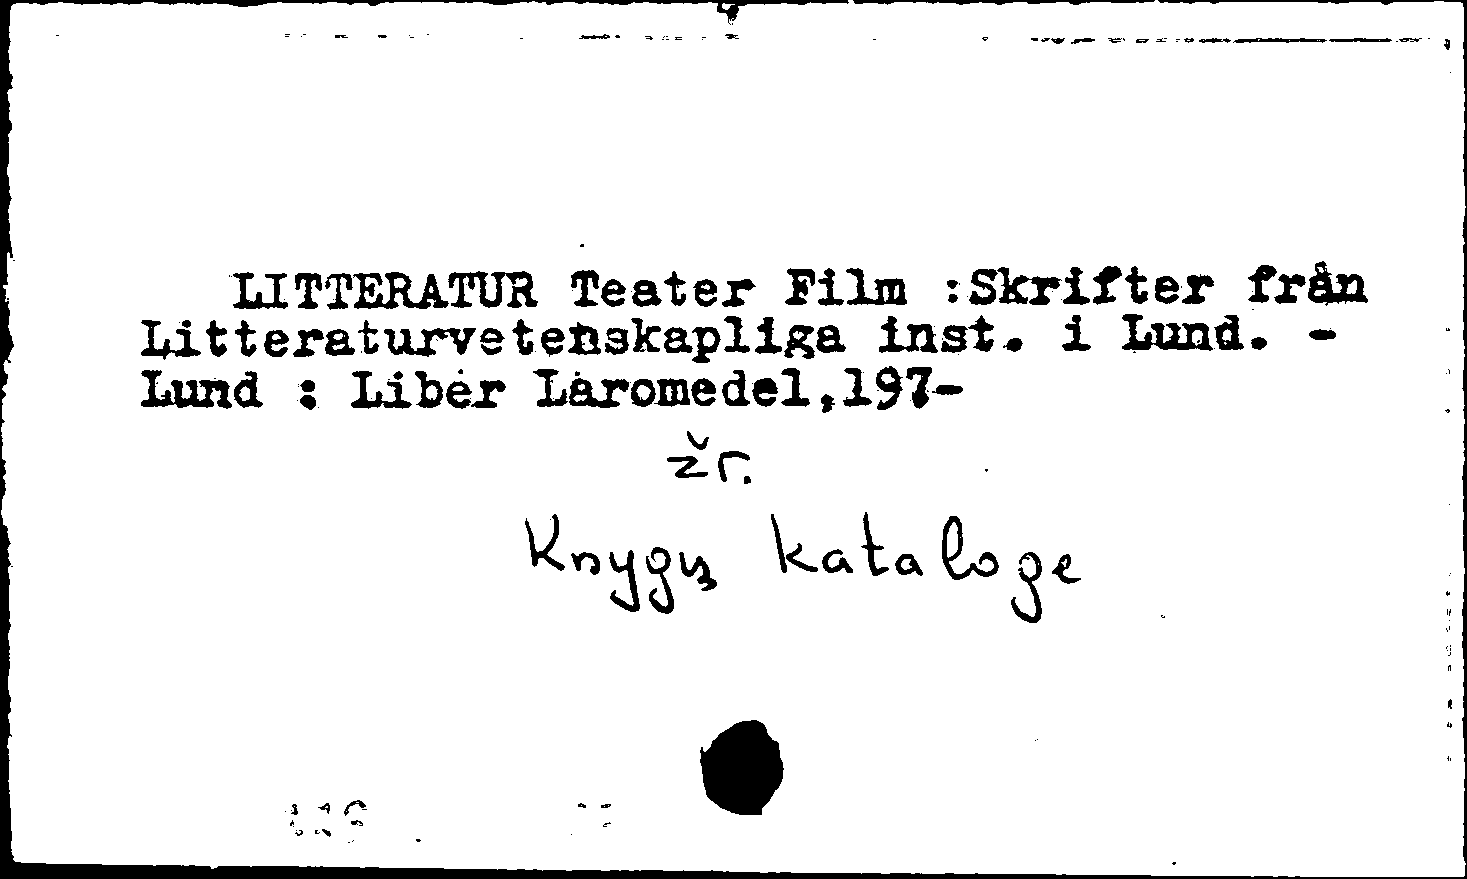 LITTERATUR Teater Film :Skrifter från
Litteraturvetenskapliga inst. i Lund. -
Lund : Liber Läromedel,197-
žr.
Knygų kataloge